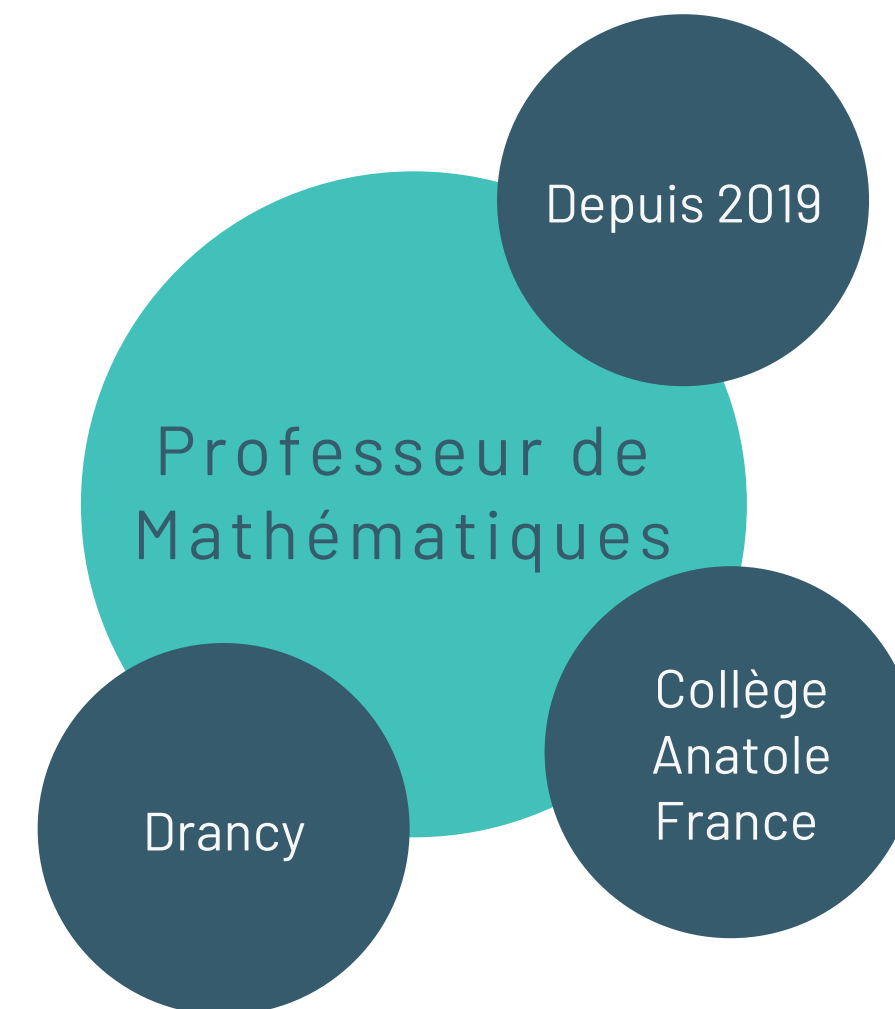 Depuis 2019
Professeur de
Mathématiques
Collège
Anatole
France
Drancy